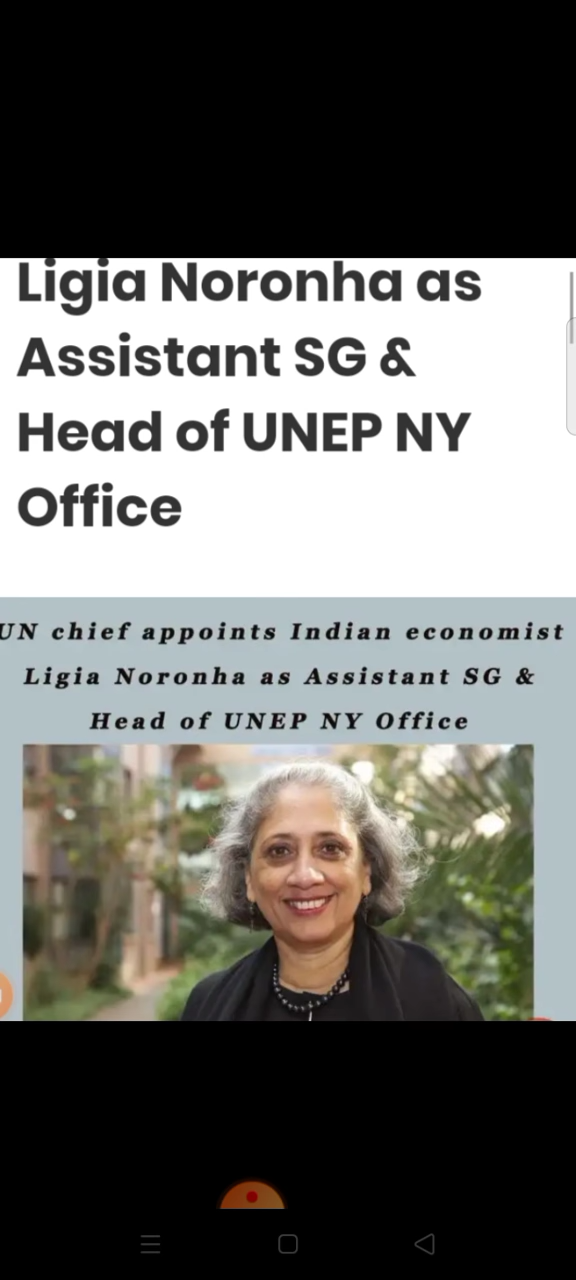 Ligia Noronha as
Assistant SG &
Head of UNEP NY
Office
UN chief appoints Indian economist
Ligia Noronha as Assistant SG &
Head of UNEP NY Office